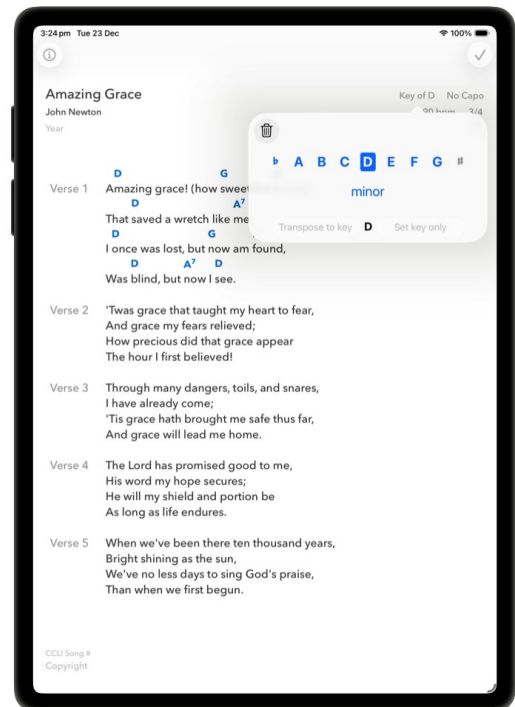 3:24 pm Tue 23 Dec
100%
Amazing Grace
Key of D No Capo
John Newton
90 bpm 3/4
Year
♭ A B C D E F G ♯
minor
Transpose to key D Set key only
D G
Verse 1 Amazing grace! (how sweet
D A7
That saved a wretch like me
D G
I once was lost, but now am found,
D A7 D
Was blind, but now I see.
Verse 2 'Twas grace that taught my heart to fear,
And grace my fears relieved;
How precious did that grace appear
The hour I first believed!
Verse 3 Through many dangers, toils, and snares,
I have already come;
'Tis grace hath brought me safe thus far,
And grace will lead me home.
Verse 4 The Lord has promised good to me,
His word my hope secures;
He will my shield and portion be
As long as life endures.
Verse 5 When we've been there ten thousand years,
Bright shining as the sun,
We've no less days to sing God's praise,
Than when we first begun.
CCLI Song #
Copyright